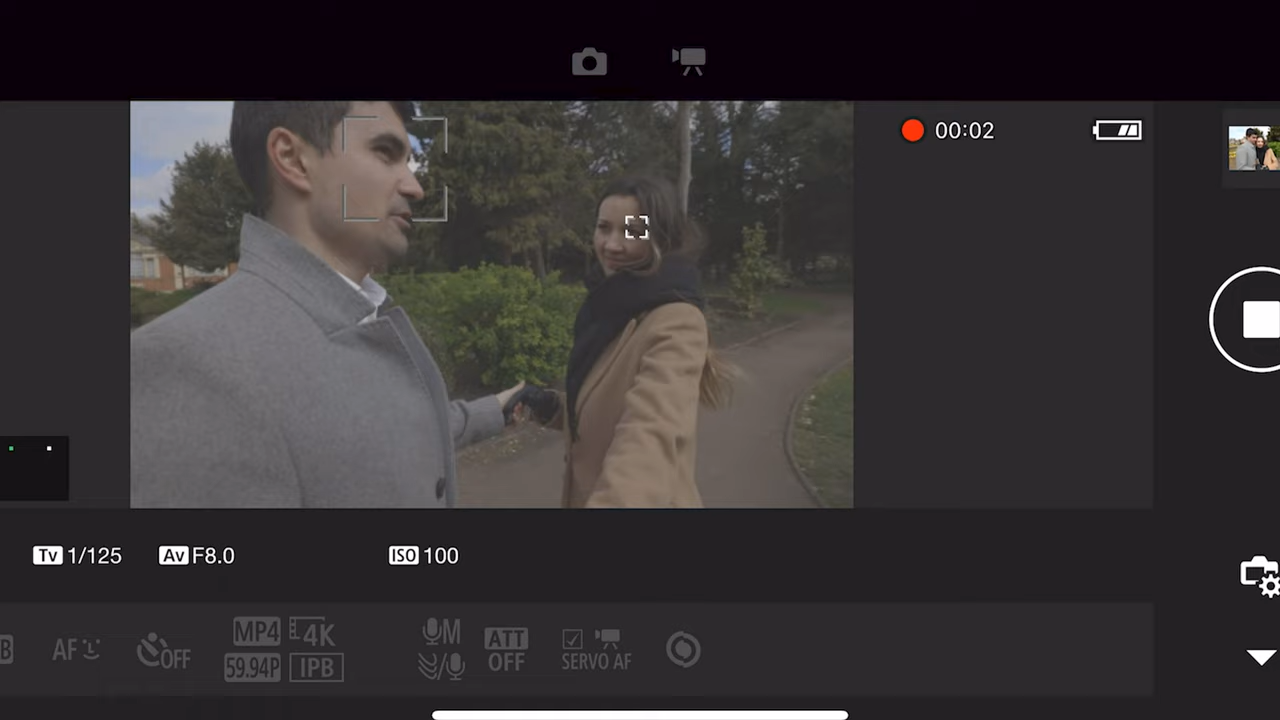 00:02
Tv 1/125 Av F8.0 ISO 100
B AF OFF MP4 4K M ATT
59.94P IPB OFF SERVO AF